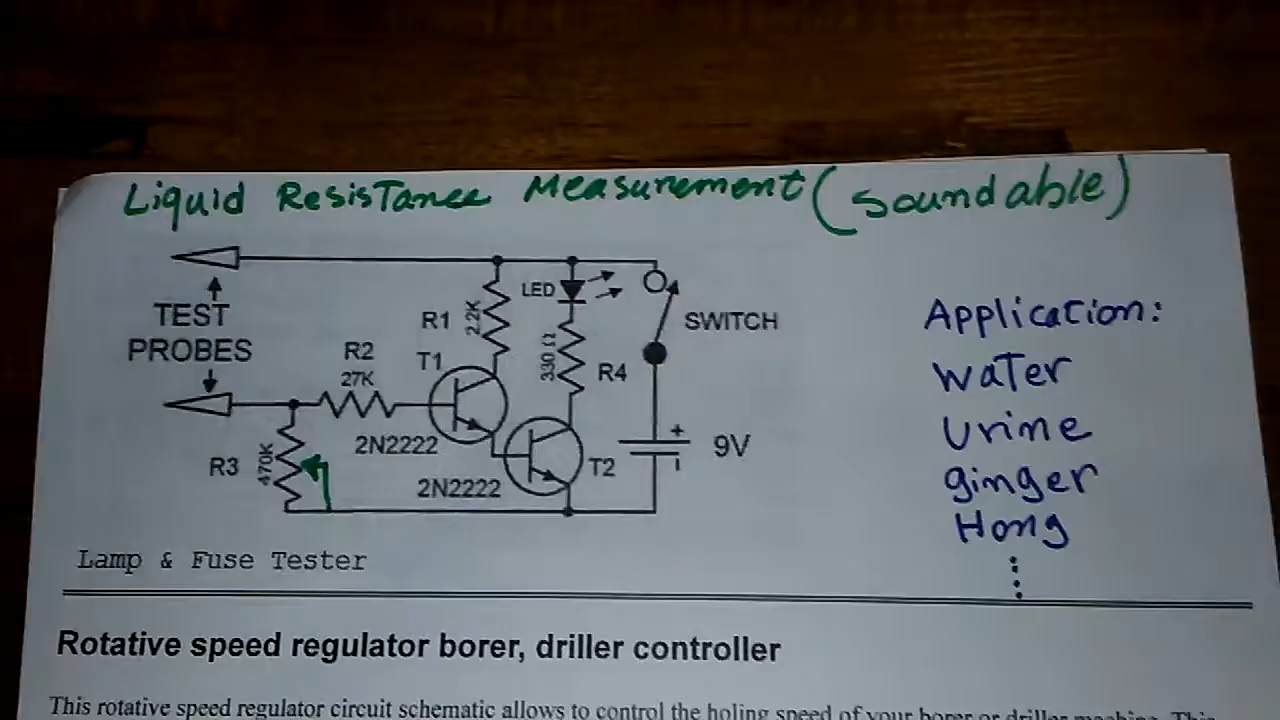 Liquid Resistance Measurement (Soundable)
LED
SWITCH
TEST
PROBES
R1
2.2K
R2
27K
T1
330 Ω
R4
2N2222
R3
470K
2N2222
T2
+
9V
Application:
Water
Urine
ginger
Hong
Lamp & Fuse Tester
Rotative speed regulator borer, driller controller
This rotative speed regulator circuit schematic allows to control the holing speed of your borer or driller machine. This